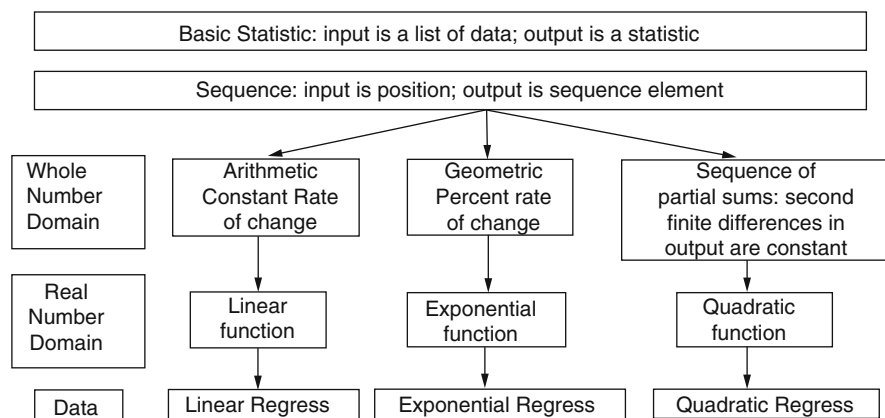 Basic Statistic: input is a list of data; output is a statistic
Sequence: input is position; output is sequence element
Whole
Number
Domain
Arithmetic
Constant Rate
of change
Geometric
Percent rate
of change
Sequence of
partial sums: second
finite differences in
output are constant
Real
Number
Domain
Linear
function
Exponential
function
Quadratic
function
Data
Linear Regress
Exponential Regress
Quadratic Regress